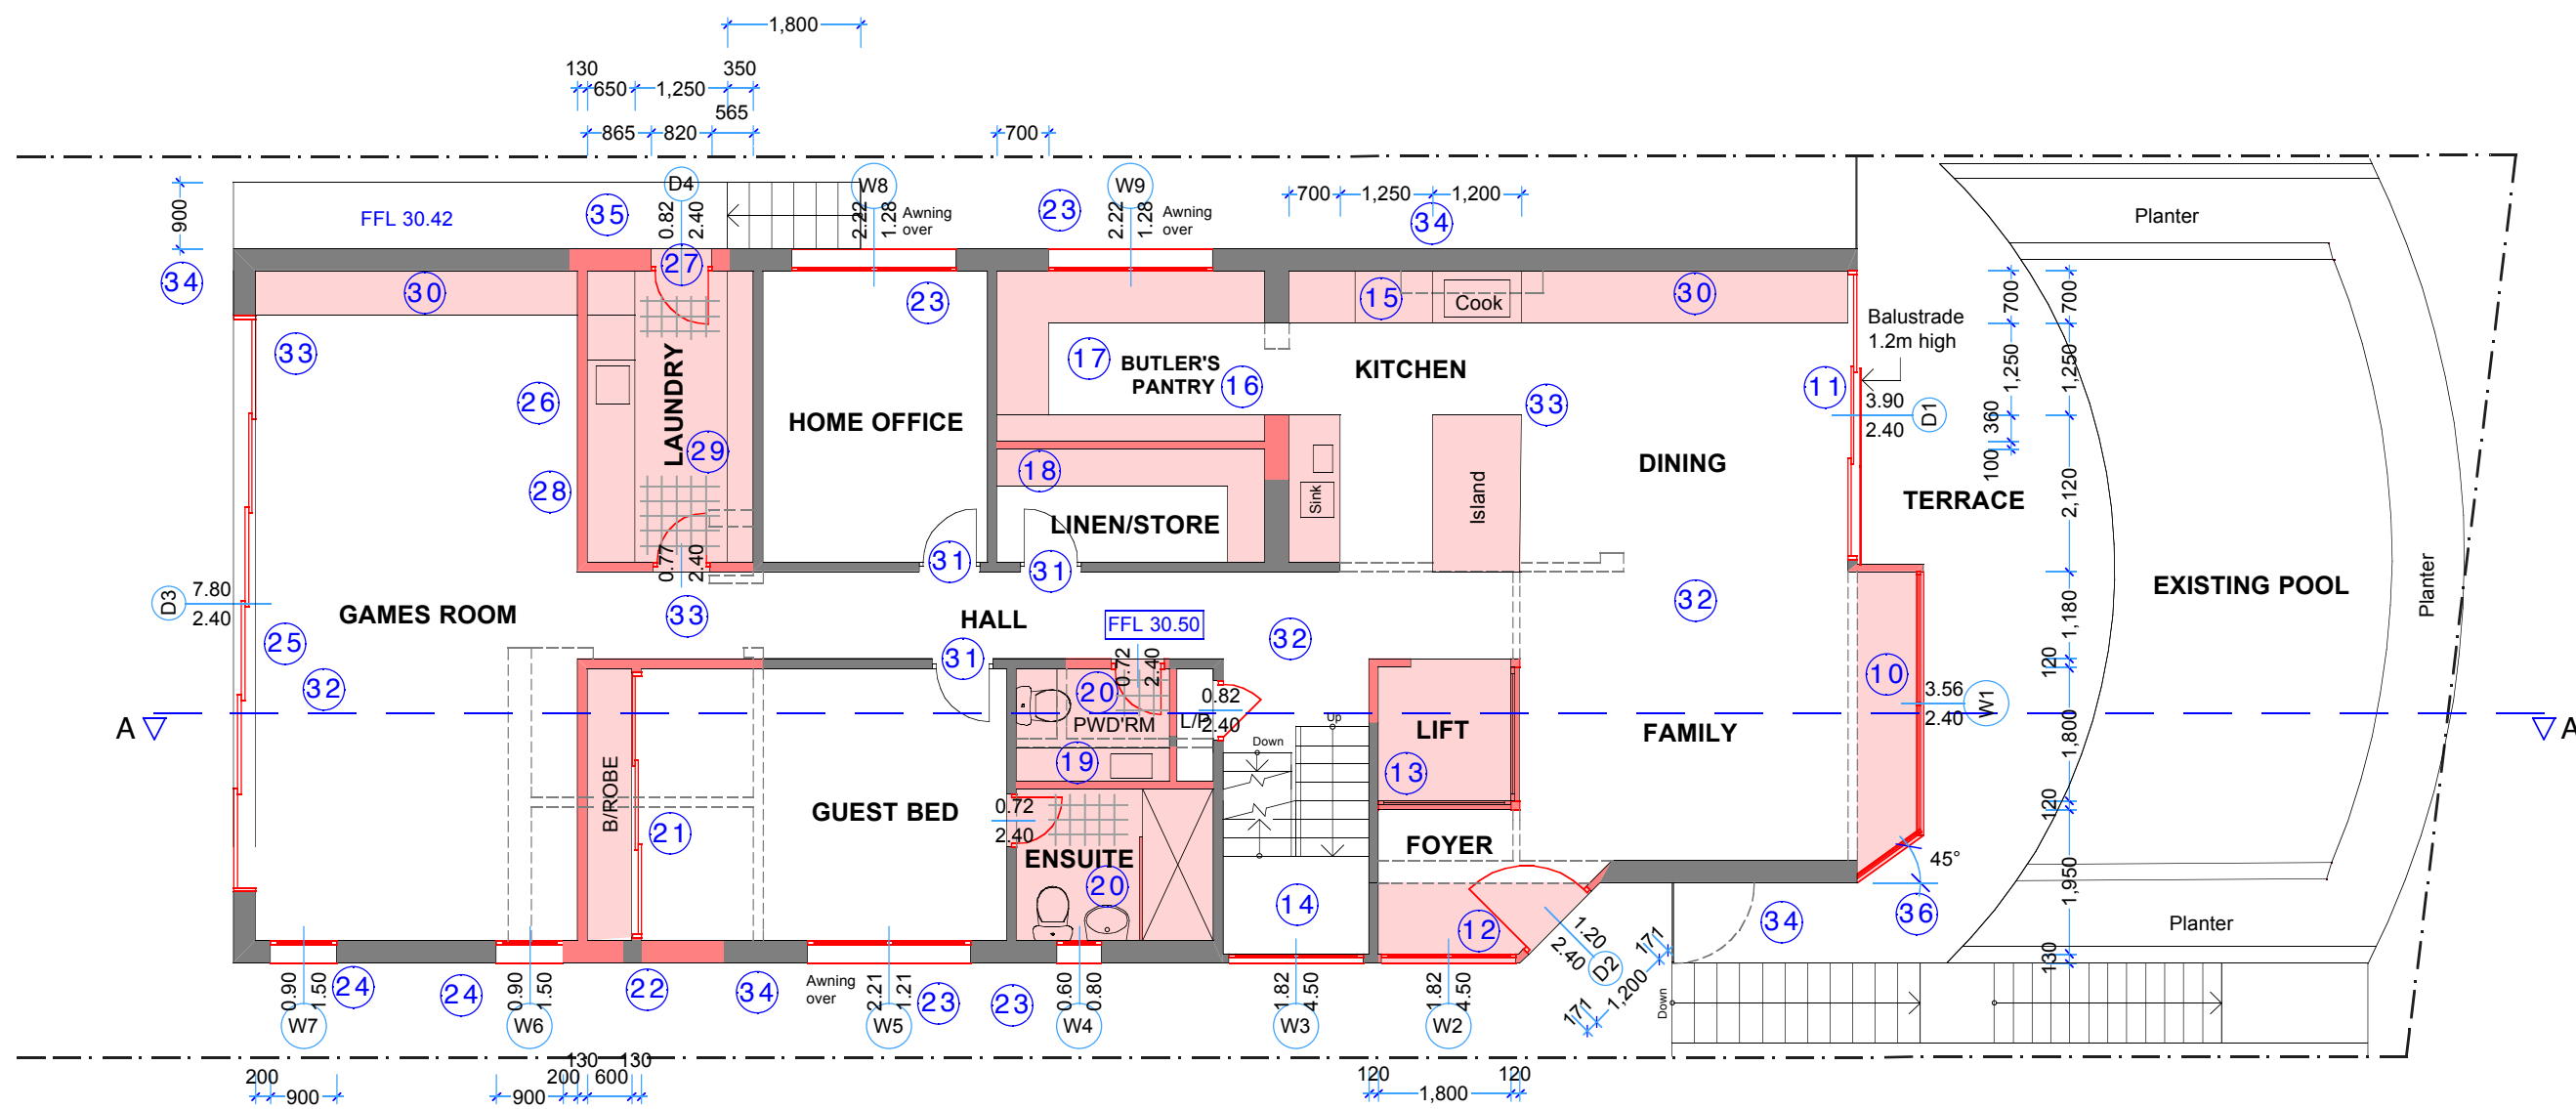 1,800
130
650
1,250
350
565
865
820
700
900
FFL 30.42
35
D4
0.82
2.40
W8
2.22
1.28
Awning
over
23
W9
2.22
1.28
Awning
over
700
1,250
1,200
34
Planter
34
30
27
23
15
Cook
30
33
26
28
LAUNDRY
29
HOME OFFICE
17
BUTLER'S
PANTRY
16
KITCHEN
33
11
Balustrade
1.2m high
3.90
2.40
D1
700
1,250
360
100
700
1,250
2,120
1,180
120
1,800
120
1,950
130
18
LINEN/STORE
Sink
Island
DINING
TERRACE
EXISTING POOL
Planter
D3
7.80
2.40
GAMES ROOM
25
32
0.77
2.40
33
31
31
HALL
31
FFL 30.50
32
32
0.72
2.40
20
PWD'RM
L/P
0.82
2.40
19
LIFT
13
FAMILY
10
3.56
2.40
W1
A
A
Down
Up
B/ROBE
21
GUEST BED
0.72
2.40
ENSUITE
20
FOYER
14
12
1.20
2.40
D2
171
1,200
171
45°
36
34
Planter
Down
0.90
1.50
W7
24
24
0.90
1.50
W6
22
34
Awning
over
2.21
1.21
W5
23
23
0.60
0.80
W4
1.82
4.50
W3
1.82
4.50
W2
200
900
900
200
130
600
130
120
1,800
120